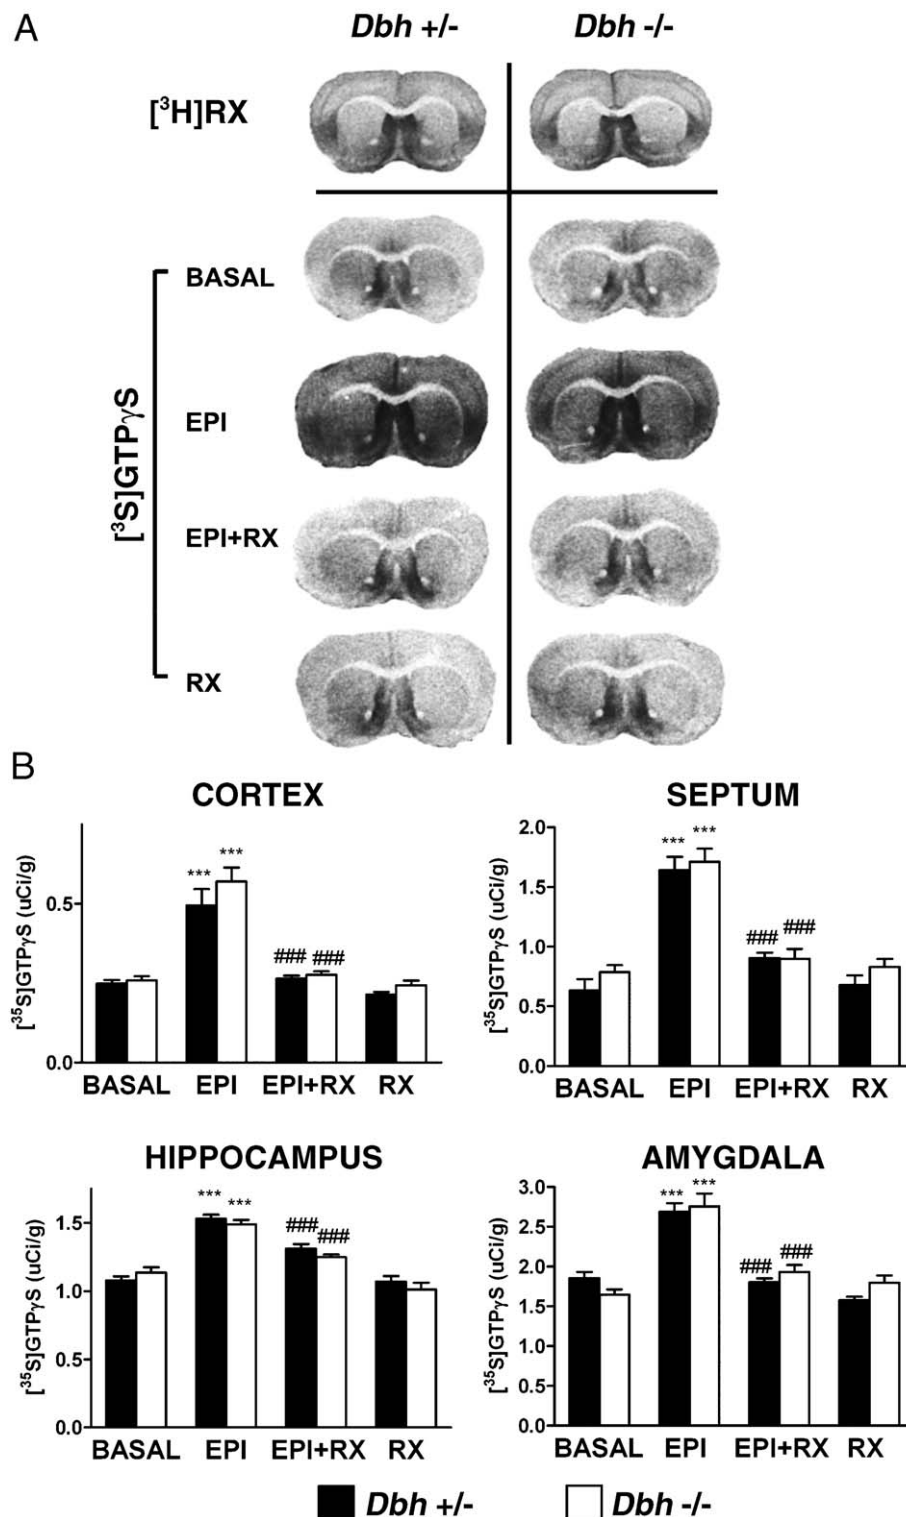 A
Dbh +/-
Dbh -/-
[³H]RX
BASAL
EPI
EPI+RX
RX
[³S]GTPγS
B
CORTEX
[³⁵S]GTPγS (uCi/g)
0.5
0.0
*** ***
### ###
BASAL EPI EPI+RX RX
SEPTUM
[³⁵S]GTPγS (uCi/g)
2.0
1.5
1.0
0.5
0.0
*** ***
### ###
BASAL EPI EPI+RX RX
HIPPOCAMPUS
[³⁵S]GTPγS (uCi/g)
1.5
1.0
0.5
0.0
*** ***
### ###
BASAL EPI EPI+RX RX
AMYGDALA
[³⁵S]GTPγS (uCi/g)
3.0
2.5
2.0
1.5
1.0
0.5
0.0
*** ***
### ###
BASAL EPI EPI+RX RX
Dbh +/- Dbh -/-